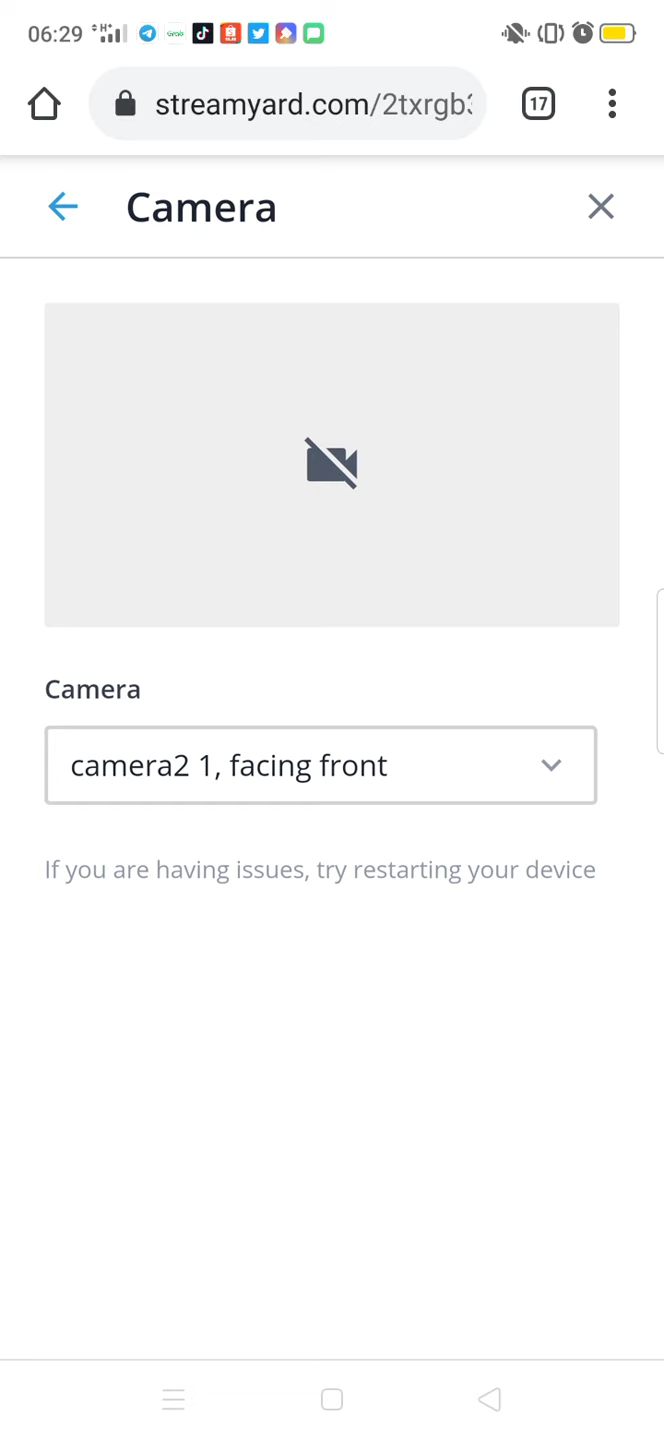 06:29
streamyard.com/2txrgb
17
Camera
Camera
camera2 1, facing front
If you are having issues, try restarting your device